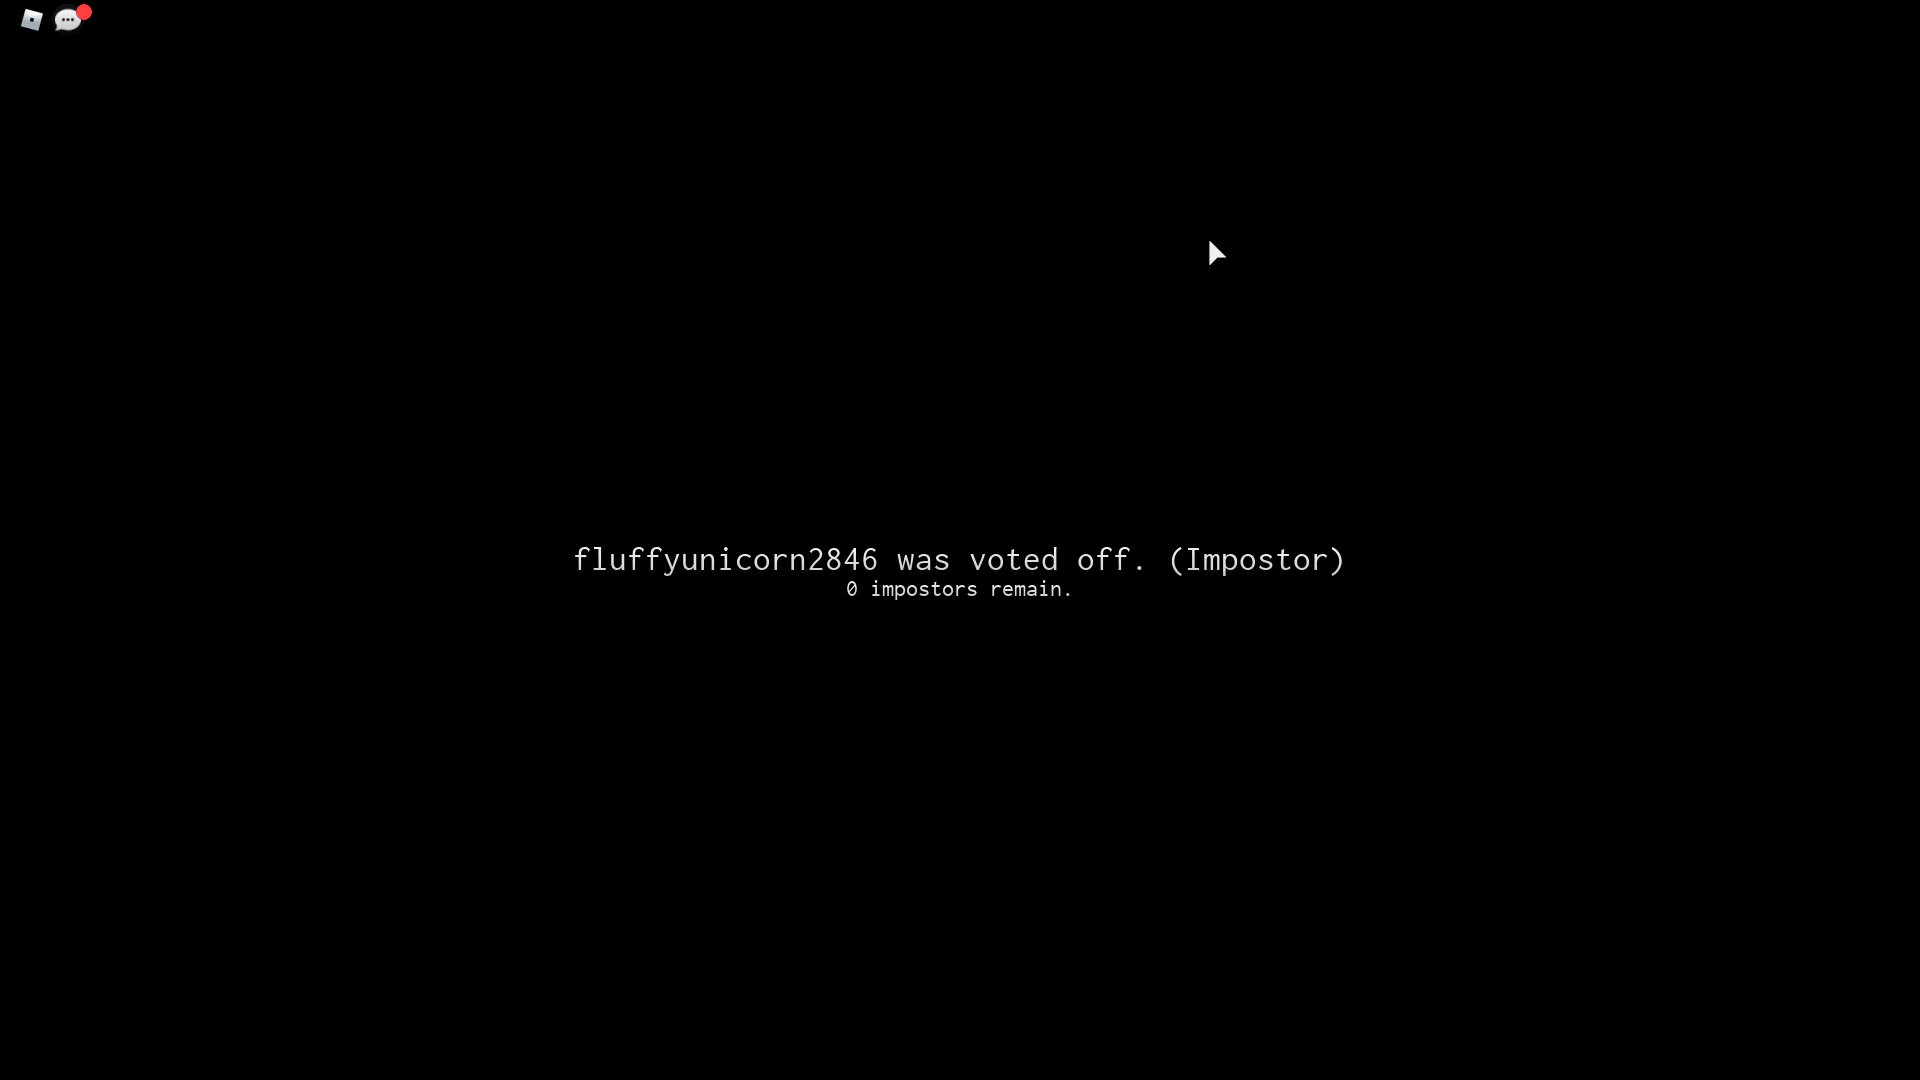 fluffyunicorn2846 was voted off. (Impostor)
0 impostors remain.